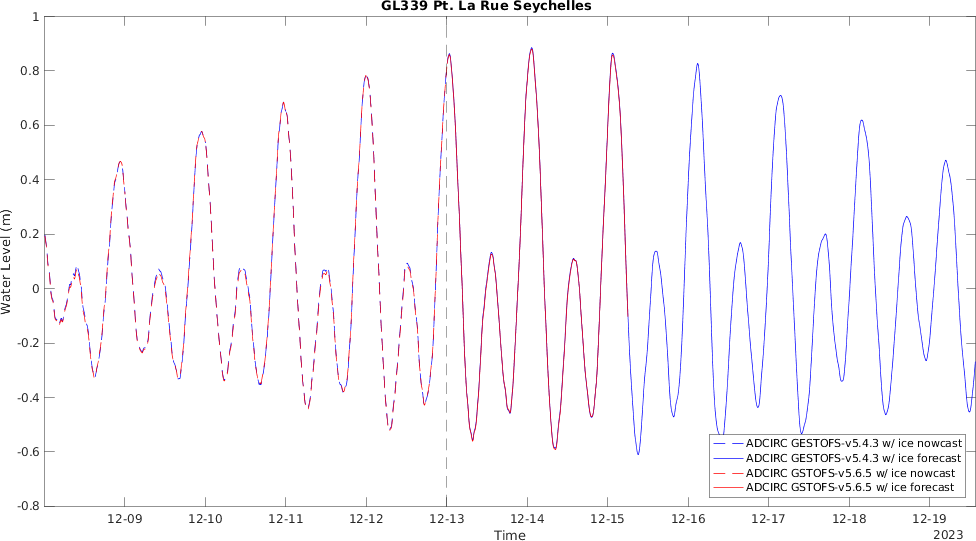 GL339 Pt. La Rue Seychelles
1
0.8
0.6
0.4
0.2
0
-0.2
-0.4
-0.6
-0.8
Water Level (m)
ADCIRC GESTOFS-v5.4.3 w/ ice nowcast
ADCIRC GESTOFS-v5.4.3 w/ ice forecast
ADCIRC GSTOFS-v5.6.5 w/ ice nowcast
ADCIRC GSTOFS-v5.6.5 w/ ice forecast
12-09 12-10 12-11 12-12 12-13 12-14 12-15 12-16 12-17 12-18 12-19
Time
2023